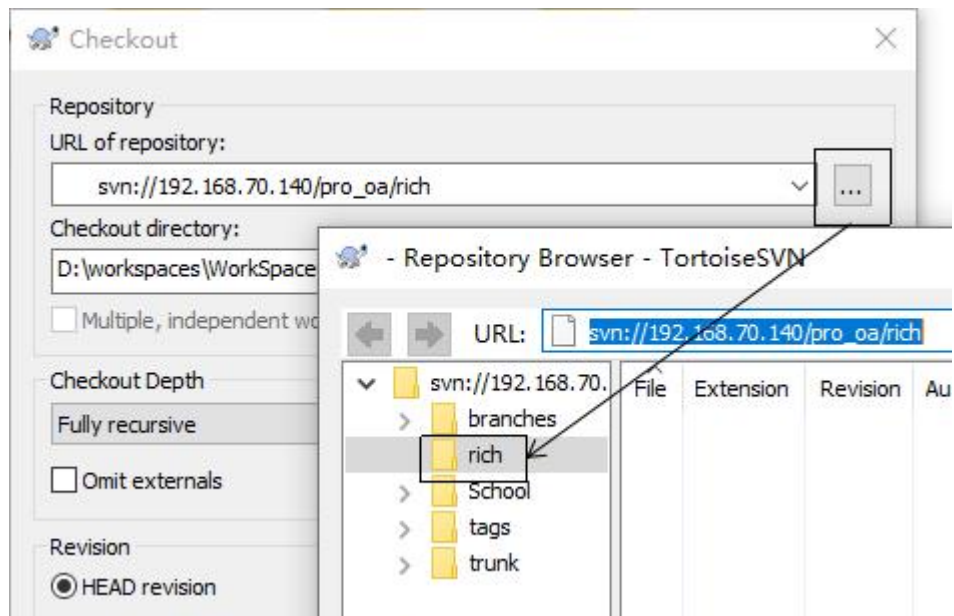 Checkout
Repository
URL of repository:
svn://192.168.70.140/pro_oa/rich
...
Checkout directory:
D:\workspaces\WorkSpace
Multiple, independent wo
Checkout Depth
Fully recursive
Omit externals
Revision
HEAD revision
- Repository Browser - TortoiseSVN
URL: svn://192.168.70.140/pro_oa/rich
svn://192.168.70.
File Extension Revision Au
branches
rich
School
tags
trunk